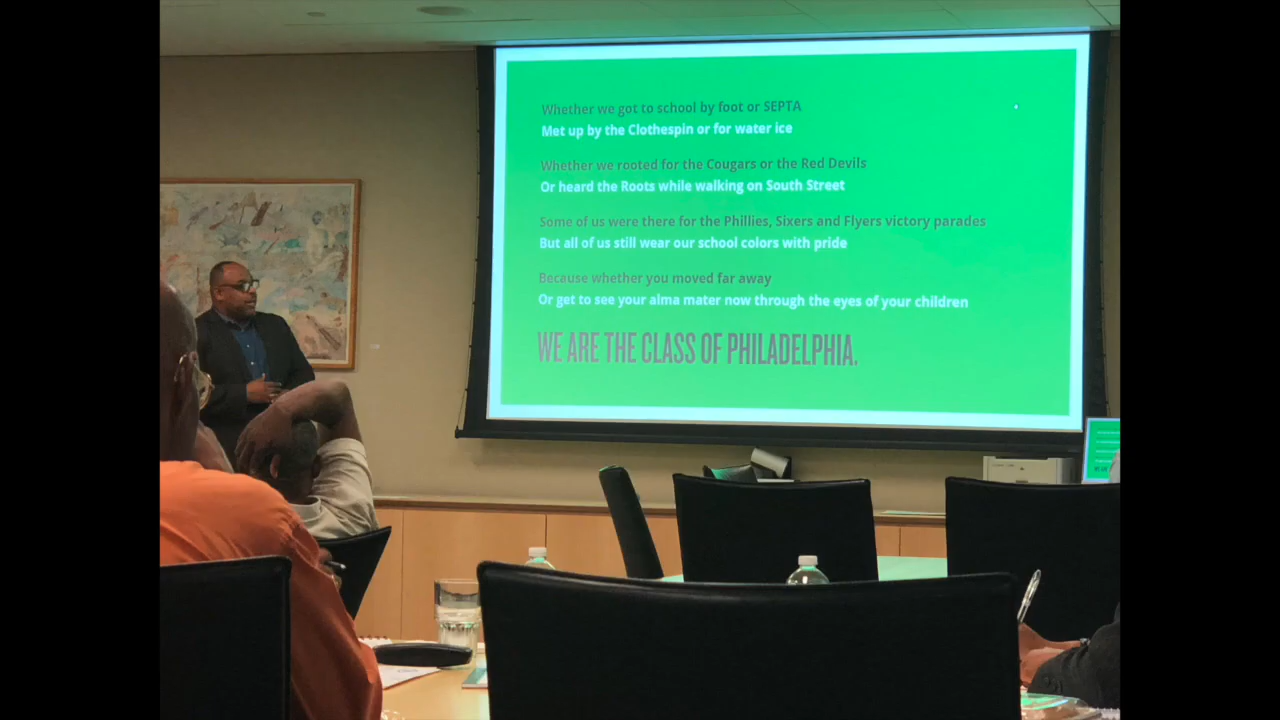 Whether we got to school by foot or SEPTA
Met up by the Clothespin or for water ice
Whether we rooted for the Cougars or the Red Devils
Or heard the Roots while walking on South Street
Some of us were there for the Phillies, Sixers and Flyers victory parades
But all of us still wear our school colors with pride
Because whether you moved far away
Or get to see your alma mater now through the eyes of your children
WE ARE THE CLASS OF PHILADELPHIA.